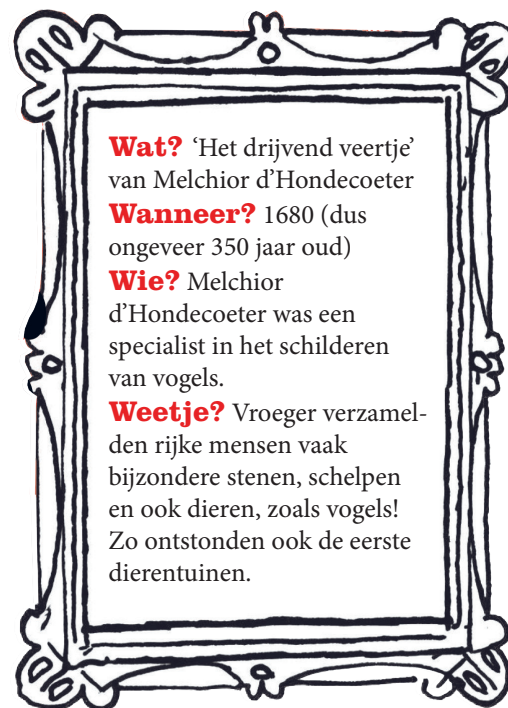 Wat? ‘Het drijvend veertje’
van Melchior d’Hondecoeter
Wanneer? 1680 (dus
ongeveer 350 jaar oud)
Wie? Melchior
d’Hondecoeter was een
specialist in het schilderen
van vogels.
Weetje? Vroeger verzamel-
den rijke mensen vaak
bijzondere stenen, schelpen
en ook dieren, zoals vogels!
Zo ontstonden ook de eerste
dierentuinen.